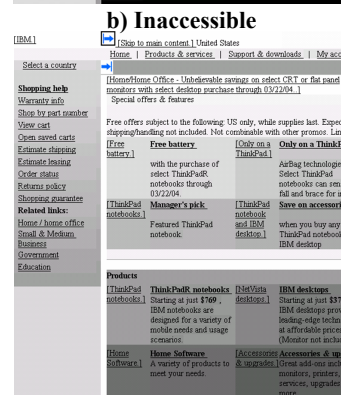 b) Inaccessible
[IBM ]
[Skip to main content.] United States
Home | Products & services | Support & downloads | My acc
Select a country
Shopping help
Warranty info
Shop by part number
View cart
Open saved carts
Estimate shipping
Estimate leasing
Order status
Returns policy
Shopping guarantee
Related links:
Home / home office
Small & Medium
Business
Government
Education
[Home/Home Office - Unbelievable savings on select CRT or flat panel
monitors with select desktop purchase through 03/22/04. ]
Special offers & features
Free offers subject to the following: US only, while supplies last. Expec
shipping/handling not included. Not combinable with other promos. Lin
[Free
battery.]
Free battery
with the purchase of
select ThinkPadR
notebooks through
03/22/04.
[Only on a
ThinkPad.]
Only on a ThinkP
AirBag technologie
Select ThinkPad
notebooks can sen
fall and brace for i
[ThinkPad
notebooks.]
Manager's pick
Featured ThinkPad
notebook.
[ThinkPad
notebook
and IBM
desktop.]
Save on accessori
when you buy any
ThinkPad notebook
IBM desktop
Products
[ThinkPad
notebooks.]
ThinkPadR notebooks
Starting at just $769 ,
IBM notebooks are
designed for a variety of
mobile needs and usage
scenarios.
[NetVista
desktops.]
IBM desktops
Starting at just $37
IBM desktops prov
leading-edge techn
at affordable prices
(Monitor not inclu
[Home
Software.]
Home Software
A variety of products to
meet your needs.
[Accessories
& upgrades.]
Accessories & up
Great add-ons inclu
monitors, printers,
services, upgrades
more.